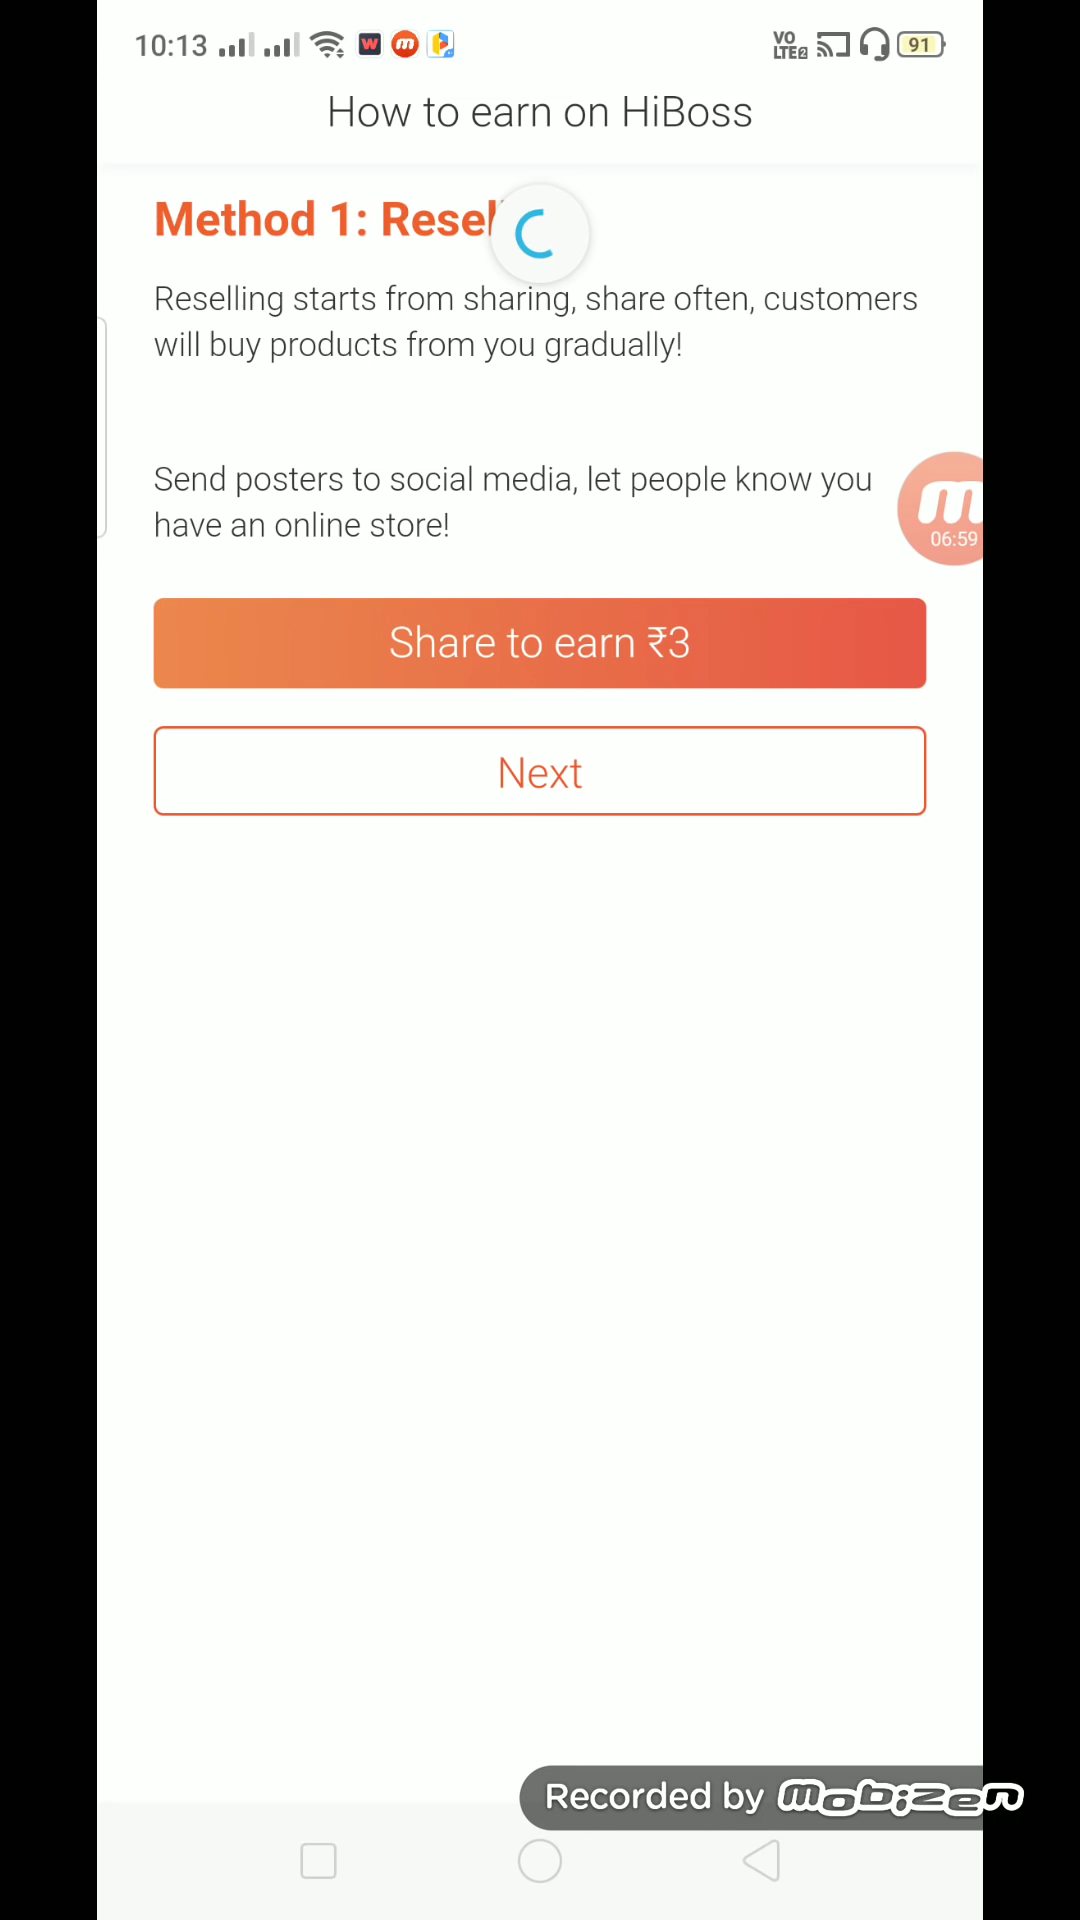 10:13
VO
LTE2
91
How to earn on HiBoss
Method 1: Resel
Reselling starts from sharing, share often, customers
will buy products from you gradually!
Send posters to social media, let people know you
have an online store!
06:59
Share to earn ₹3
Next
Recorded by mobizen